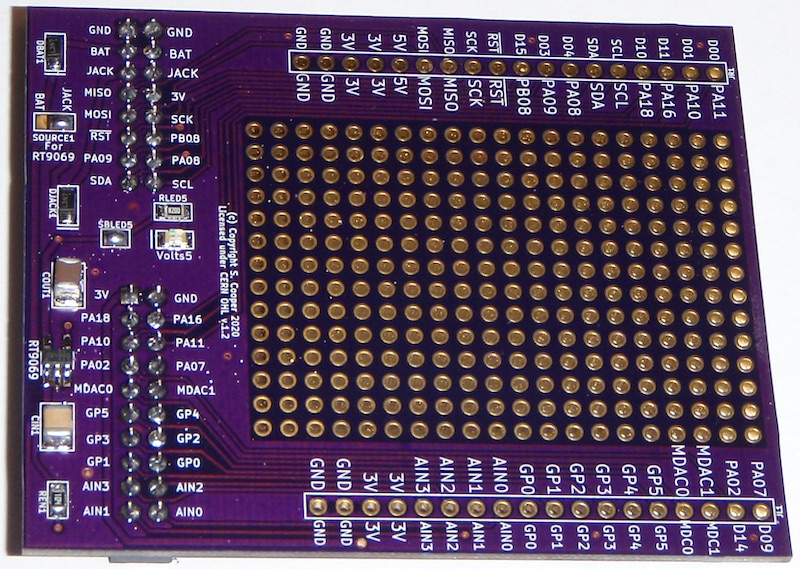 GND GND
BAT BAT
JACK JACK
MISO 3V
MOSI SCK
RST PB08
PA09 PA08
SDA SCL
DBAT1
BAT JACK
SOURCE1
For
RT9069
DJACK1
RLED5
8200
SBLED5
Volts5
(c) Copyright S. Cooper 2020
Licensed under CERN OHL v.1.2
COUT1
RT9069
CIN1
REN1
3V GND
PA18 PA16
PA10 PA11
PA02 PA07
MDAC0 MDAC1
GP5 GP4
GP3 GP2
GP1 GP0
AIN3 AIN2
AIN1 AIN0
GND GND 3V 3V 5V MOSI MISO SCK RST D15 D03 D04 SDA SCL D10 D11 D01 D00
GND GND 3V 3V 5V MOSI MISO SCK RST PB08 PA09 PA08 SDA SCL PA18 PA16 PA10 PA11
GND GND 3V 3V AIN3 AIN2 AIN1 AIN0 GP0 GP1 GP2 GP3 GP4 GP5 MDAC0 MDAC1 PA02 PA07
GND GND 3V 3V AIN3 AIN2 AIN1 AIN0 GP0 GP1 GP2 GP3 GP4 GP5 MDC0 MDC1 D14 D09